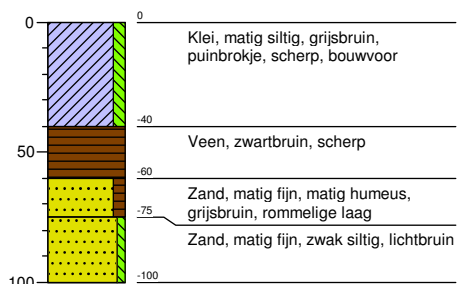 0
0
Klei, matig siltig, grijsbruin,
puinbrokje, scherp, bouwvoor
-40
50
Veen, zwartbruin, scherp
-60
Zand, matig fijn, matig humeus,
grijsbruin, rommelige laag
-75
Zand, matig fijn, zwak siltig, lichtbruin
100
-100